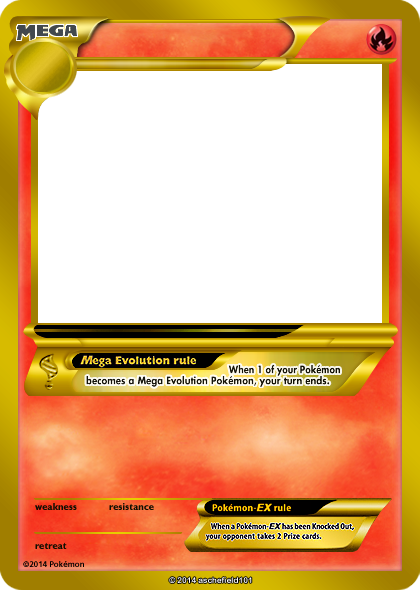 MEGA
Mega Evolution rule
When 1 of your Pokémon
becomes a Mega Evolution Pokémon, your turn ends.
weakness resistance
retreat
Pokémon-EX rule
When a Pokémon-EX has been Knocked Out,
your opponent takes 2 Prize cards.
©2014 Pokémon
© 2014 aschefield101